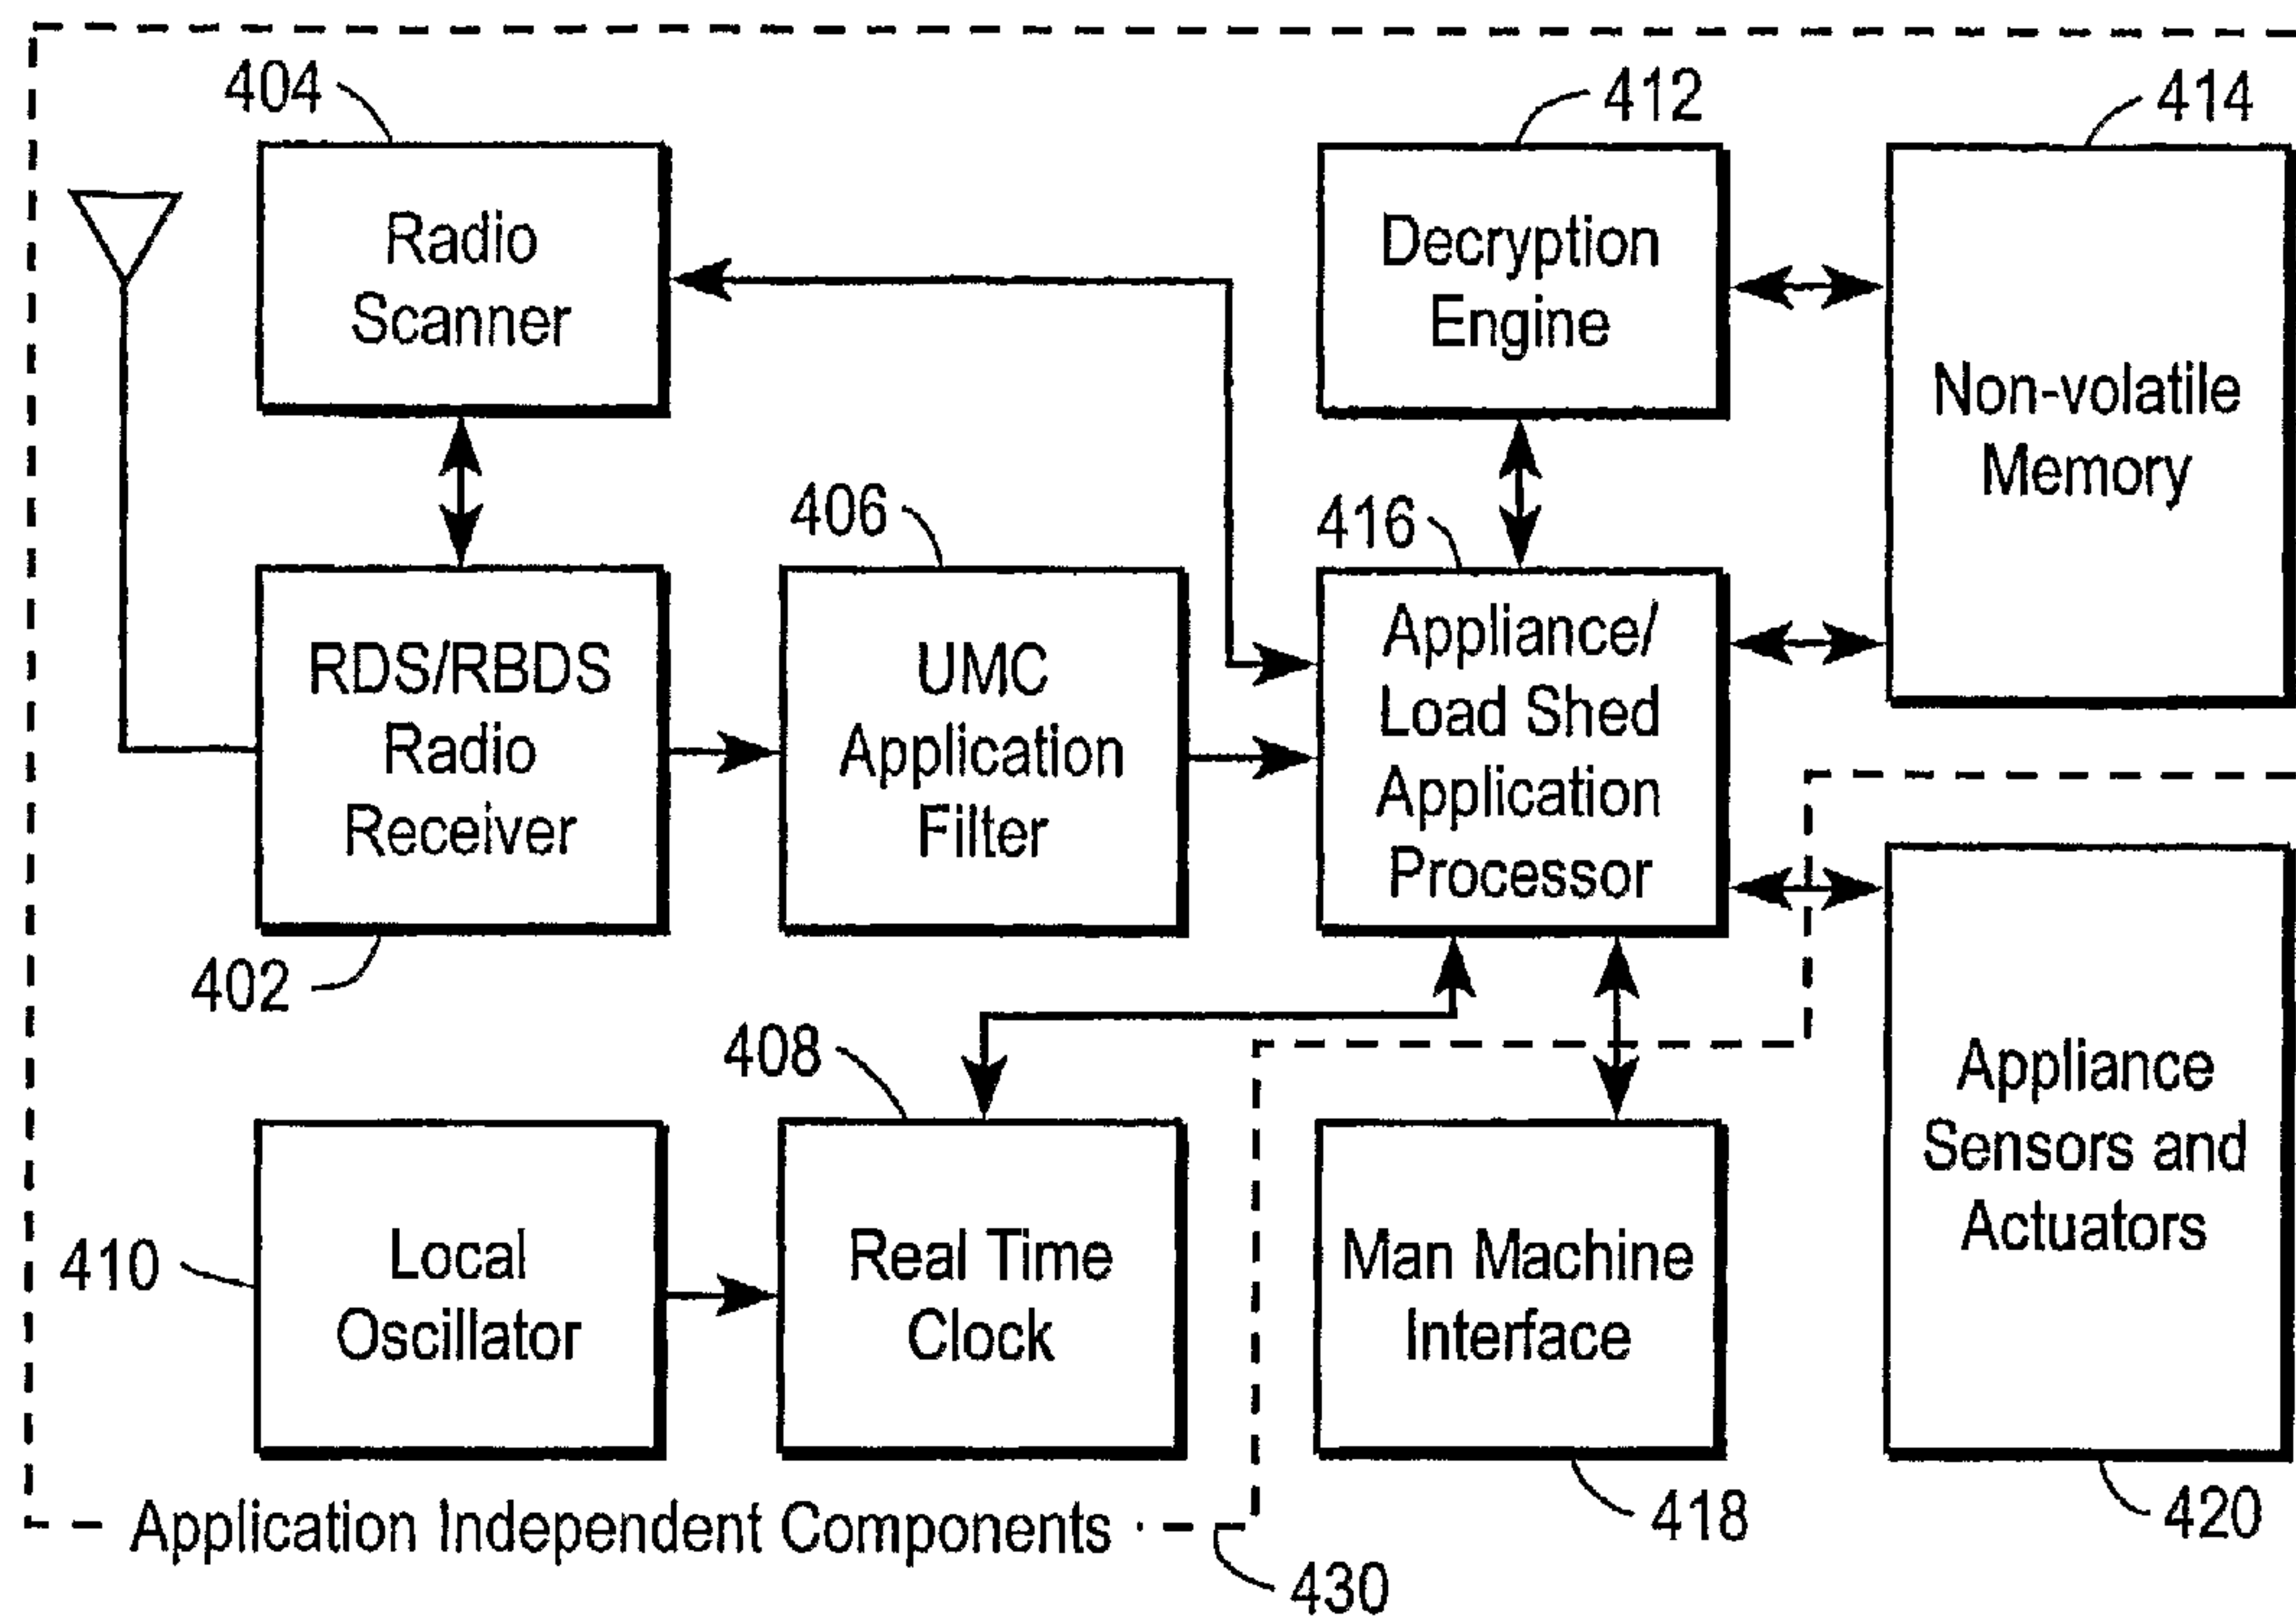 404
412
414
Radio
Scanner
Decryption
Engine
Non-volatile
Memory
406
416
RDS/RBDS
Radio
Receiver
UMC
Application
Filter
Appliance/
Load Shed
Application
Processor
402
408
410
Local
Oscillator
Real Time
Clock
Man Machine
Interface
Appliance
Sensors and
Actuators
418
420
Application Independent Components
430